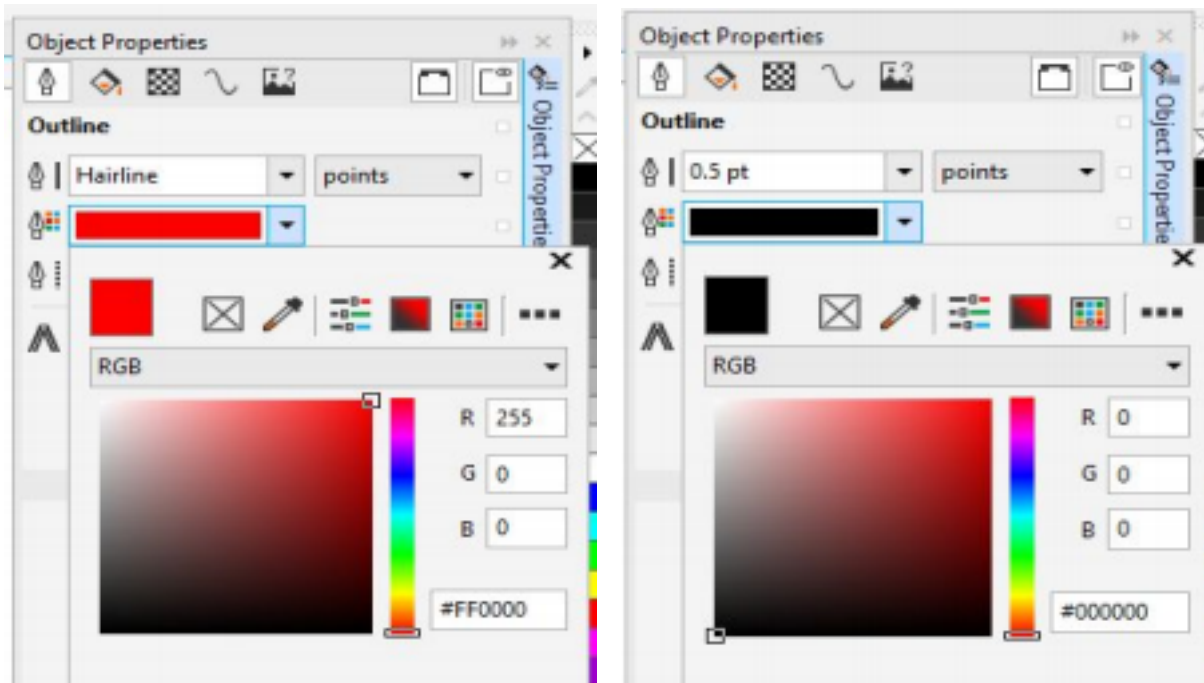 Object Properties
Outline
Hairline points
RGB
R 255
G 0
B 0
#FF0000
Object Propertie
Object Properties
Outline
0.5 pt points
RGB
R 0
G 0
B 0
#000000
Object Propertie